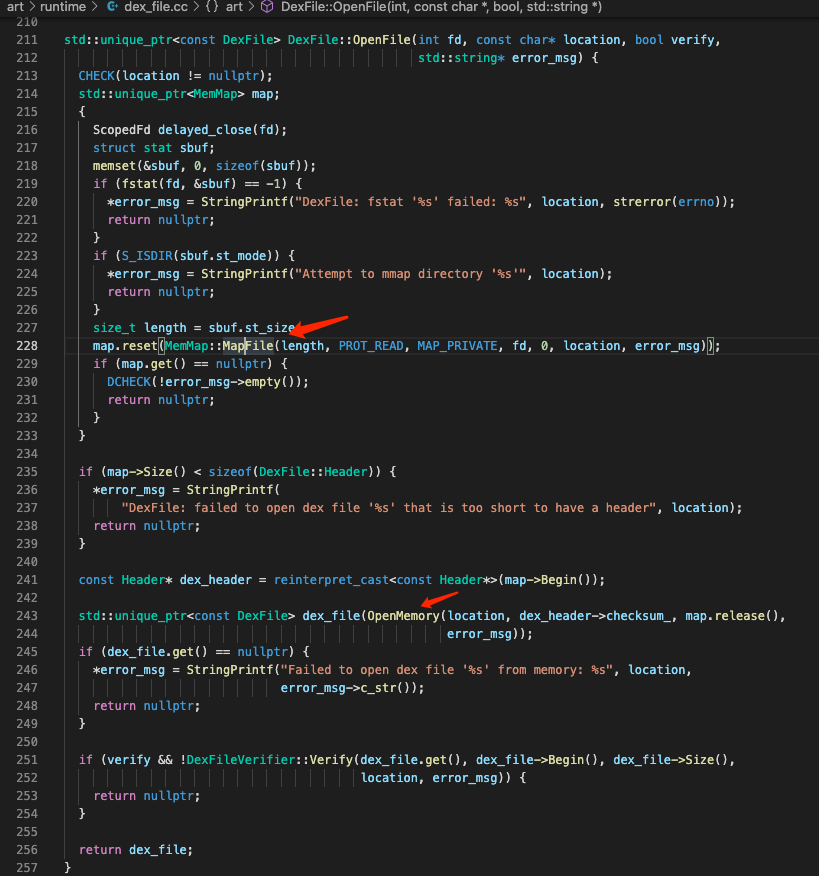 art > runtime > dex_file.cc > {} art > DexFile::OpenFile(int, const char *, bool, std::string *)
210
211 std::unique_ptr<const DexFile> DexFile::OpenFile(int fd, const char* location, bool verify,
212 std::string* error_msg) {
213 CHECK(location != nullptr);
214 std::unique_ptr<MemMap> map;
215 {
216 ScopedFd delayed_close(fd);
217 struct stat sbuf;
218 memset(&sbuf, 0, sizeof(sbuf));
219 if (fstat(fd, &sbuf) == -1) {
220 *error_msg = StringPrintf("DexFile: fstat '%s' failed: %s", location, strerror(errno));
221 return nullptr;
222 }
223 if (S_ISDIR(sbuf.st_mode)) {
224 *error_msg = StringPrintf("Attempt to mmap directory '%s'", location);
225 return nullptr;
226 }
227 size_t length = sbuf.st_size
228 map.reset(MemMap::MapFile(length, PROT_READ, MAP_PRIVATE, fd, 0, location, error_msg));
229 if (map.get() == nullptr) {
230 DCHECK(!error_msg->empty());
231 return nullptr;
232 }
233 }
234
235 if (map->Size() < sizeof(DexFile::Header)) {
236 *error_msg = StringPrintf(
237 "DexFile: failed to open dex file '%s' that is too short to have a header", location);
238 return nullptr;
239 }
240
241 const Header* dex_header = reinterpret_cast<const Header*>(map->Begin());
242
243 std::unique_ptr<const DexFile> dex_file(OpenMemory(location, dex_header->checksum_, map.release(),
244 error_msg));
245 if (dex_file.get() == nullptr) {
246 *error_msg = StringPrintf("Failed to open dex file '%s' from memory: %s", location,
247 error_msg->c_str());
248 return nullptr;
249 }
250
251 if (verify && !DexFileVerifier::Verify(dex_file.get(), dex_file->Begin(), dex_file->Size(),
252 location, error_msg)) {
253 return nullptr;
254 }
255
256 return dex_file;
257 }